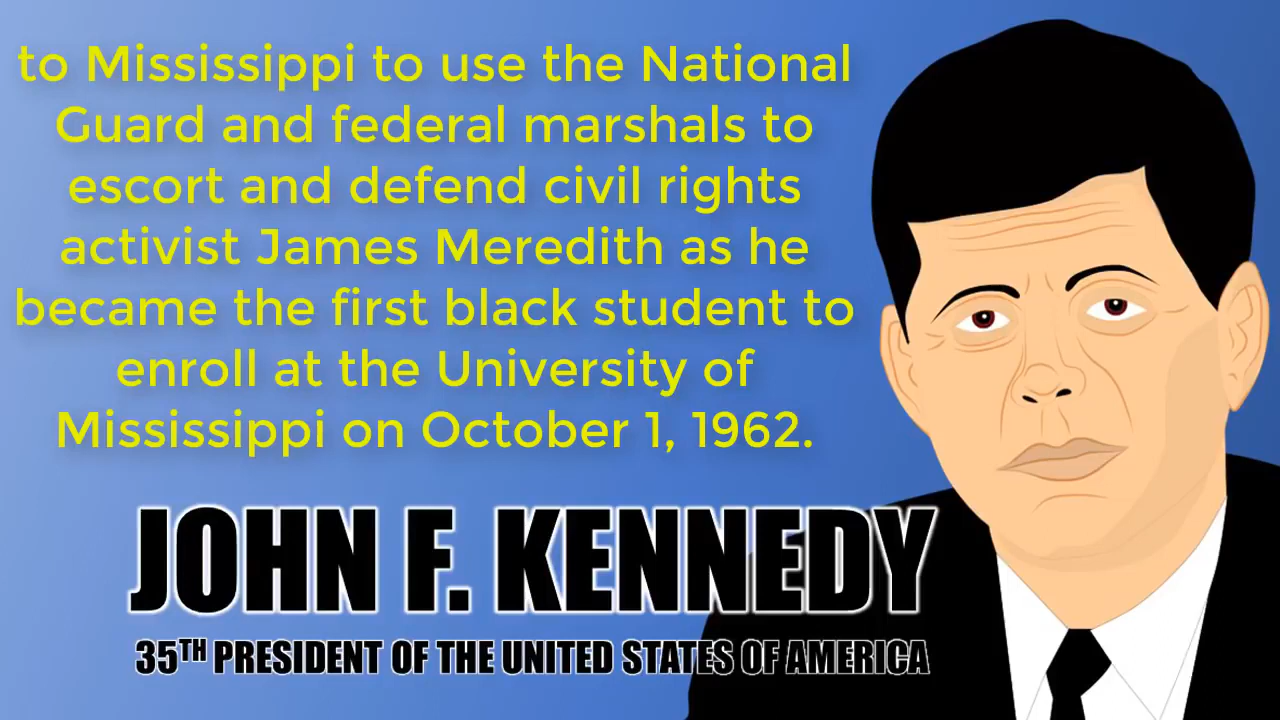 to Mississippi to use the National
Guard and federal marshals to
escort and defend civil rights
activist James Meredith as he
became the first black student to
enroll at the University of
Mississippi on October 1, 1962.
JOHN F. KENNEDY
35TH PRESIDENT OF THE UNITED STATES OF AMERICA